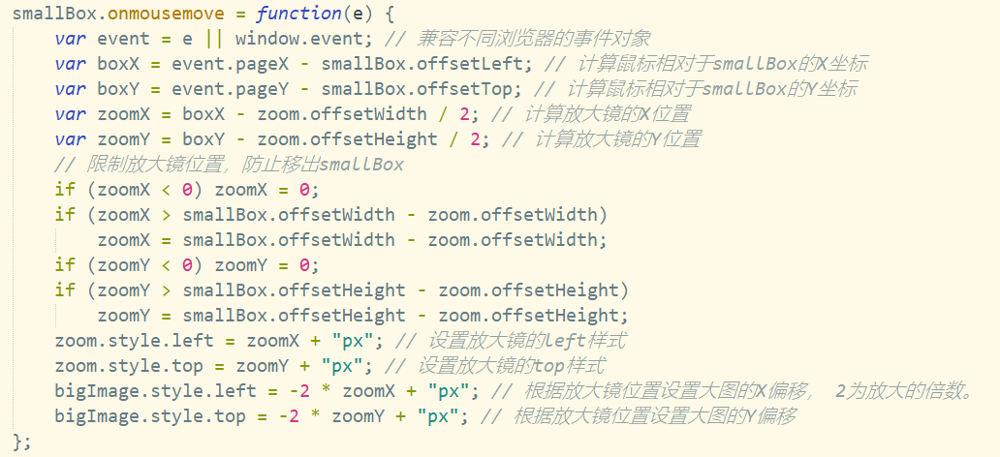 smallBox.onmousemove = function(e) {
    var event = e || window.event; // 兼容不同浏览器的事件对象
    var boxX = event.pageX - smallBox.offsetLeft; // 计算鼠标相对于smallBox的X坐标
    var boxY = event.pageY - smallBox.offsetTop; // 计算鼠标相对于smallBox的Y坐标
    var zoomX = boxX - zoom.offsetWidth / 2; // 计算放大镜的X位置
    var zoomY = boxY - zoom.offsetHeight / 2; // 计算放大镜的Y位置
    // 限制放大镜位置，防止移出smallBox
    if (zoomX < 0) zoomX = 0;
    if (zoomX > smallBox.offsetWidth - zoom.offsetWidth)
        zoomX = smallBox.offsetWidth - zoom.offsetWidth;
    if (zoomY < 0) zoomY = 0;
    if (zoomY > smallBox.offsetHeight - zoom.offsetHeight)
        zoomY = smallBox.offsetHeight - zoom.offsetHeight;
    zoom.style.left = zoomX + "px"; // 设置放大镜的left样式
    zoom.style.top = zoomY + "px"; // 设置放大镜的top样式
    bigImage.style.left = -2 * zoomX + "px"; // 根据放大镜位置设置大图的X偏移， 2为放大的倍数。
    bigImage.style.top = -2 * zoomY + "px"; // 根据放大镜位置设置大图的Y偏移
};